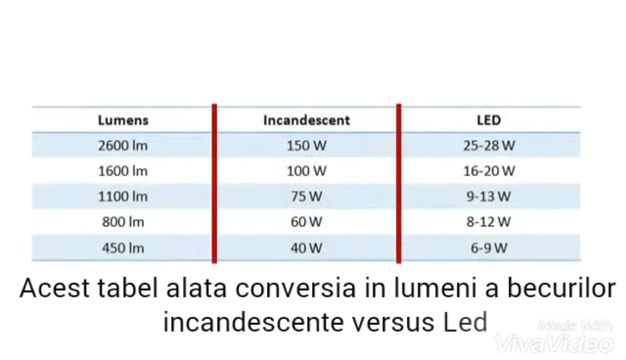 Lumens Incandescent LED
2600 lm 150 W 25-28 W
1600 lm 100 W 16-20 W
1100 lm 75 W 9-13 W
800 lm 60 W 8-12 W
450 lm 40 W 6-9 W
Acest tabel alata conversia in lumeni a becurilor
incandescente versus Led
Made With
VivaVideo